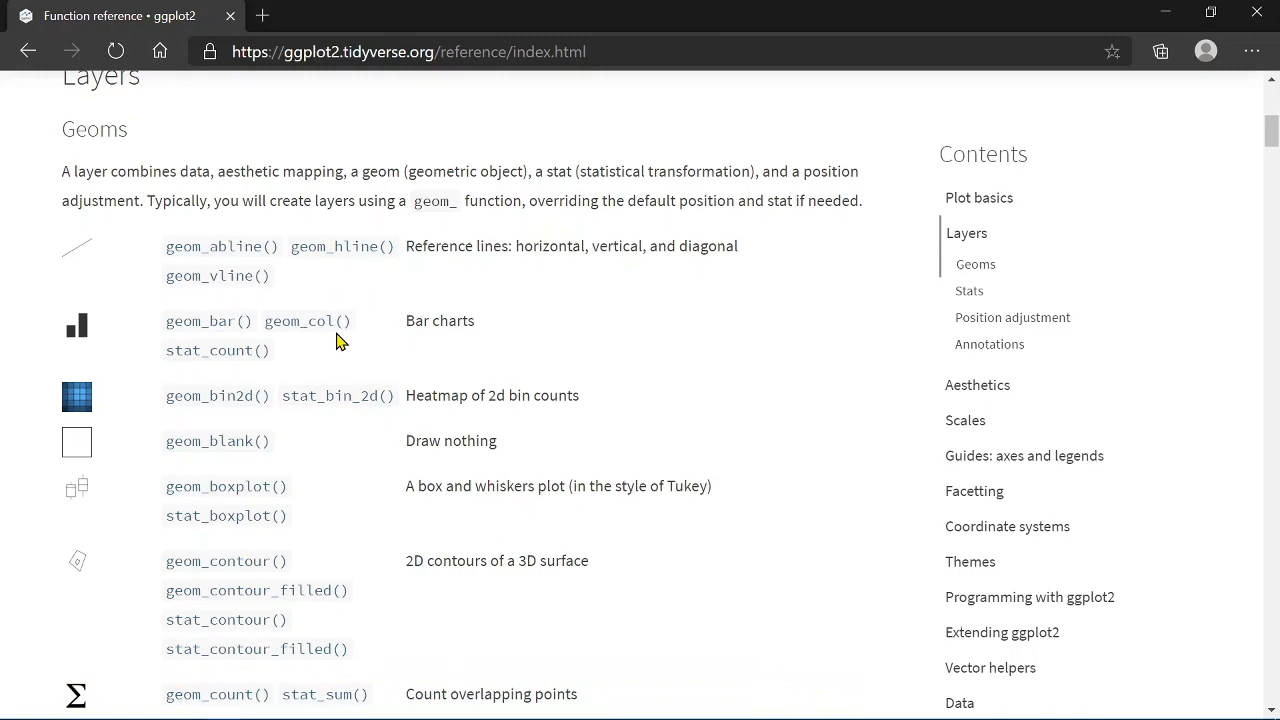 Function reference • ggplot2
https://ggplot2.tidyverse.org/reference/index.html
Layers
Geoms
A layer combines data, aesthetic mapping, a geom (geometric object), a stat (statistical transformation), and a position
adjustment. Typically, you will create layers using a geom_ function, overriding the default position and stat if needed.
geom_abline() geom_hline() Reference lines: horizontal, vertical, and diagonal
geom_vline()
geom_bar() geom_col() Bar charts
stat_count()
geom_bin2d() stat_bin_2d() Heatmap of 2d bin counts
geom_blank() Draw nothing
geom_boxplot() A box and whiskers plot (in the style of Tukey)
stat_boxplot()
geom_contour() 2D contours of a 3D surface
geom_contour_filled()
stat_contour()
stat_contour_filled()
Σ geom_count() stat_sum() Count overlapping points
Contents
Plot basics
Layers
Geoms
Stats
Position adjustment
Annotations
Aesthetics
Scales
Guides: axes and legends
Facetting
Coordinate systems
Themes
Programming with ggplot2
Extending ggplot2
Vector helpers
Data